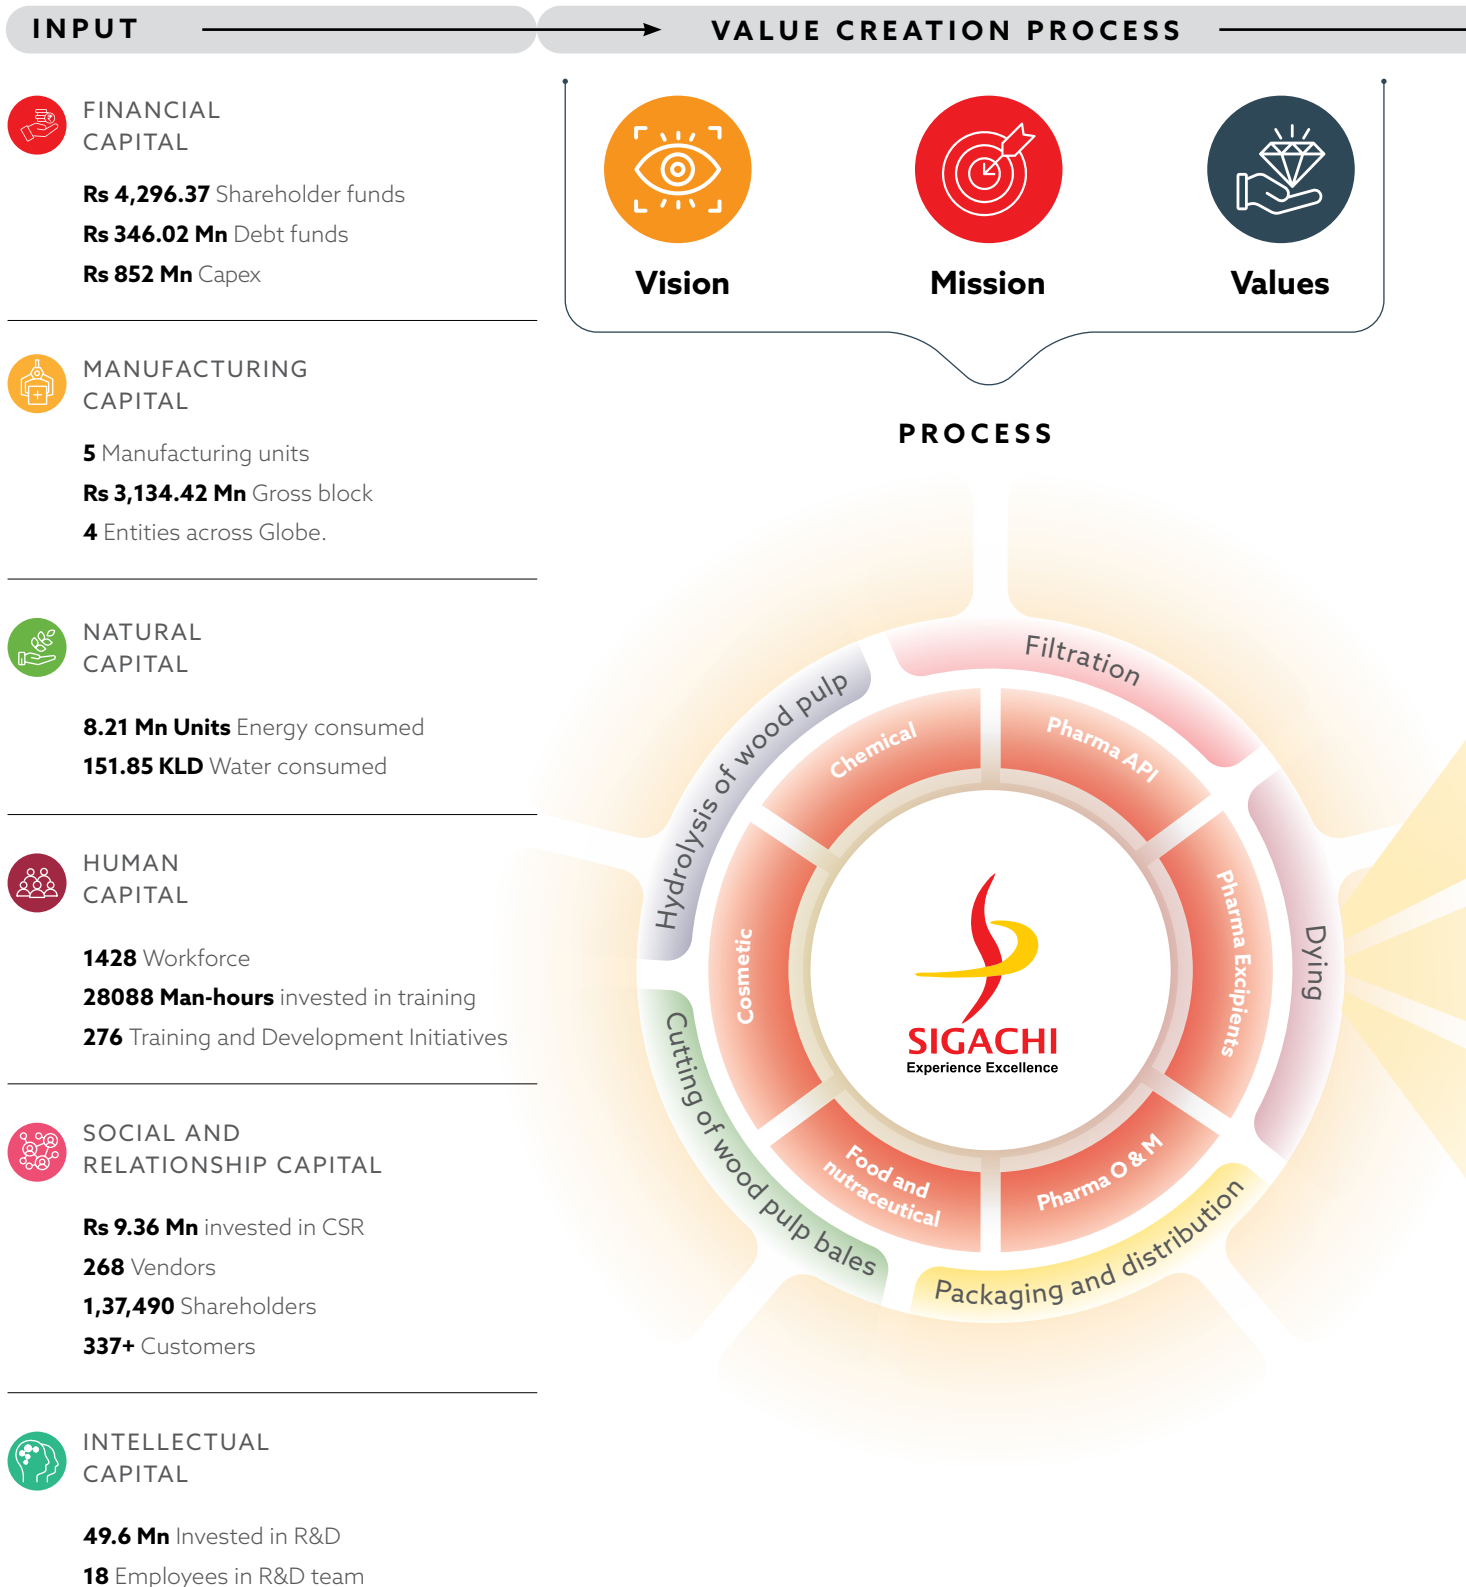 INPUT
VALUE CREATION PROCESS
FINANCIAL
CAPITAL
Rs 4,296.37 Shareholder funds
Rs 346.02 Mn Debt funds
Rs 852 Mn Capex
MANUFACTURING
CAPITAL
5 Manufacturing units
Rs 3,134.42 Mn Gross block
4 Entities across Globe.
NATURAL
CAPITAL
8.21 Mn Units Energy consumed
151.85 KLD Water consumed
HUMAN
CAPITAL
1428 Workforce
28088 Man-hours invested in training
276 Training and Development Initiatives
SOCIAL AND
RELATIONSHIP CAPITAL
Rs 9.36 Mn invested in CSR
268 Vendors
1,37,490 Shareholders
337+ Customers
INTELLECTUAL
CAPITAL
49.6 Mn Invested in R&D
18 Employees in R&D team
Vision
Mission
Values
PROCESS
Hydrolysis of wood pulp
Filtration
Dying
Packaging and distribution
Cutting of wood pulp bales
Chemical
Pharma API
Pharma Excipients
Pharma O & M
Food and
nutraceutical
Cosmetic
SIGACHI
Experience Excellence